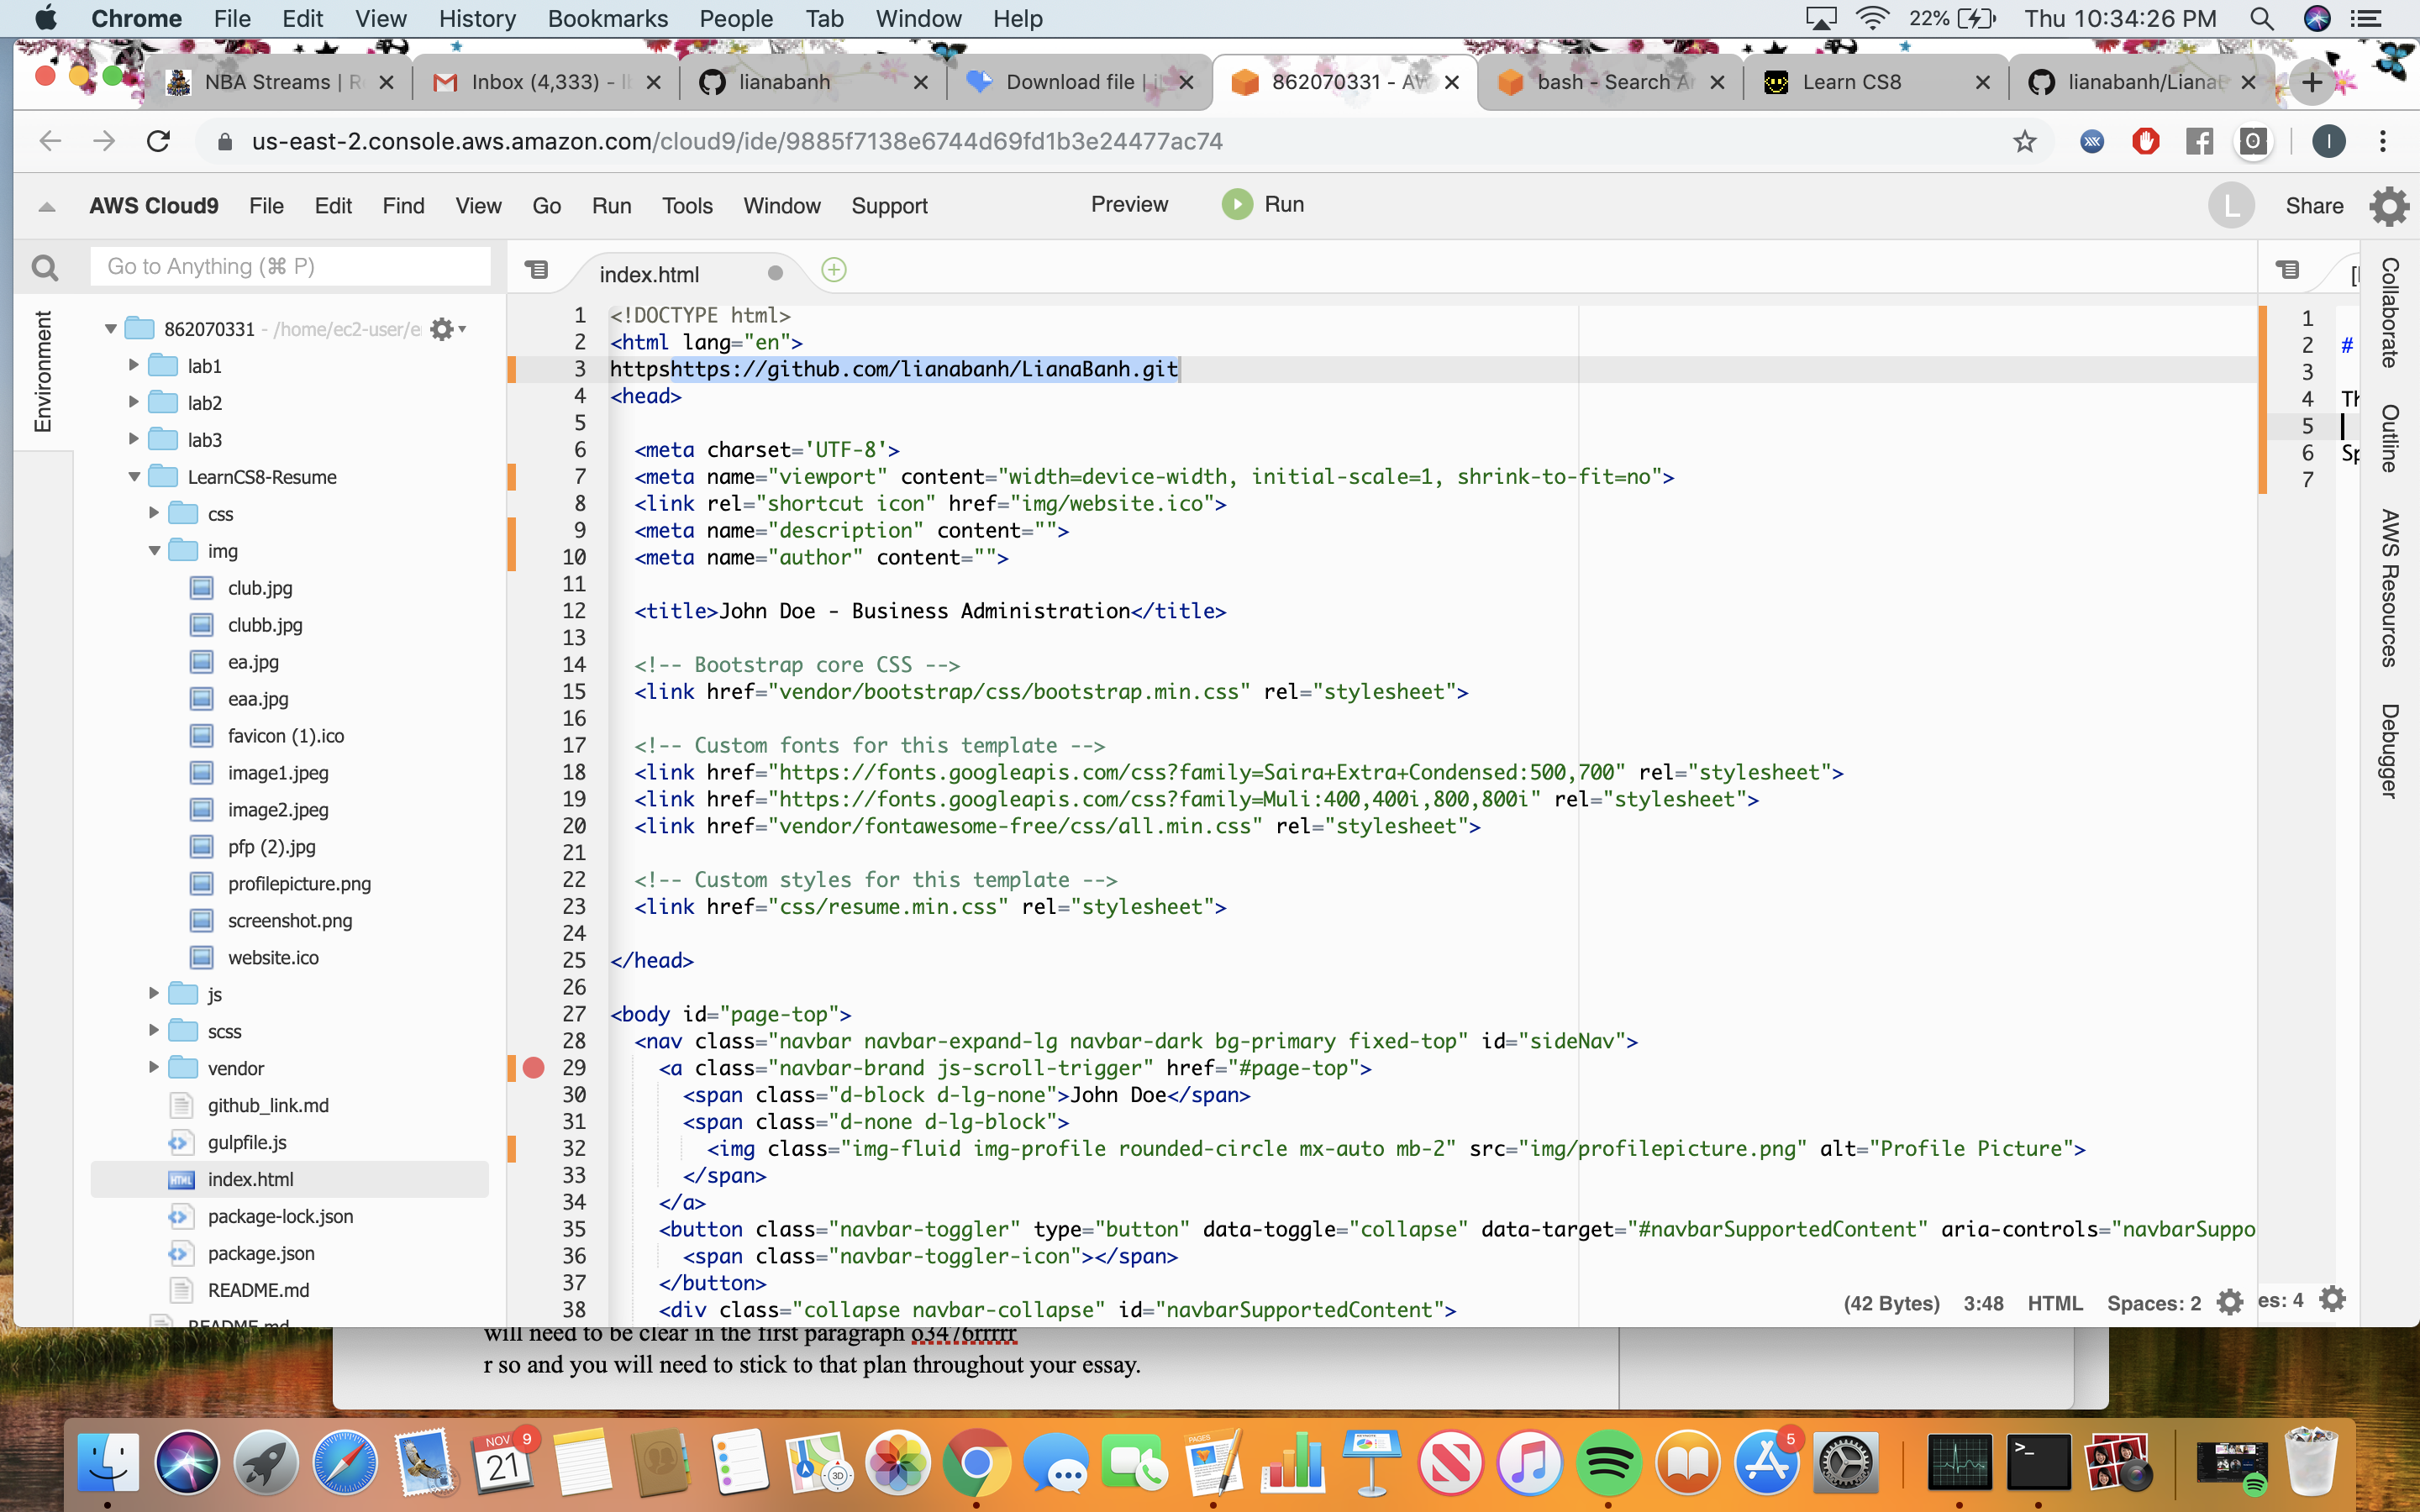 Chrome File Edit View History Bookmarks People Tab Window Help 22% Thu 10:34:26 PM
NBA Streams | R Inbox (4,333) - lianabanh Download file | 862070331 - AW bash - Search A Learn CS8 lianabanh/Liana
us-east-2.console.aws.amazon.com/cloud9/ide/9885f7138e6744d69fd1b3e24477ac74
AWS Cloud9 File Edit Find View Go Run Tools Window Support Preview Run L Share
Go to Anything (⌘ P)
index.html
Environment
862070331 - /home/ec2-user/e
lab1
lab2
lab3
LearnCS8-Resume
css
img
club.jpg
clubb.jpg
ea.jpg
eaa.jpg
favicon (1).ico
image1.jpeg
image2.jpeg
pfp (2).jpg
profilepicture.png
screenshot.png
website.ico
js
scss
vendor
github_link.md
gulpfile.js
index.html
package-lock.json
package.json
README.md
README.md
1 <!DOCTYPE html>
2 <html lang="en">
3 httpshttps://github.com/lianabanh/LianaBanh.git
4 <head>
5
6 <meta charset='UTF-8'>
7 <meta name="viewport" content="width=device-width, initial-scale=1, shrink-to-fit=no">
8 <link rel="shortcut icon" href="img/website.ico">
9 <meta name="description" content="">
10 <meta name="author" content="">
11
12 <title>John Doe - Business Administration</title>
13
14 <!-- Bootstrap core CSS -->
15 <link href="vendor/bootstrap/css/bootstrap.min.css" rel="stylesheet">
16
17 <!-- Custom fonts for this template -->
18 <link href="https://fonts.googleapis.com/css?family=Saira+Extra+Condensed:500,700" rel="stylesheet">
19 <link href="https://fonts.googleapis.com/css?family=Muli:400,400i,800,800i" rel="stylesheet">
20 <link href="vendor/fontawesome-free/css/all.min.css" rel="stylesheet">
21
22 <!-- Custom styles for this template -->
23 <link href="css/resume.min.css" rel="stylesheet">
24
25 </head>
26
27 <body id="page-top">
28 <nav class="navbar navbar-expand-lg navbar-dark bg-primary fixed-top" id="sideNav">
29 <a class="navbar-brand js-scroll-trigger" href="#page-top">
30 <span class="d-block d-lg-none">John Doe</span>
31 <span class="d-none d-lg-block">
32 <img class="img-fluid img-profile rounded-circle mx-auto mb-2" src="img/profilepicture.png" alt="Profile Picture">
33 </span>
34 </a>
35 <button class="navbar-toggler" type="button" data-toggle="collapse" data-target="#navbarSupportedContent" aria-controls="navbarSuppo
36 <span class="navbar-toggler-icon"></span>
37 </button>
38 <div class="collapse navbar-collapse" id="navbarSupportedContent">
(42 Bytes) 3:48 HTML Spaces: 2 es: 4
1
2 #
3
4 Th
5
6 Sp
7
Collaborate
Outline
AWS Resources
Debugger
will need to be clear in the first paragraph o3476rrrrr
r so and you will need to stick to that plan throughout your essay.
NOV 9
21
3D
PAGES
5